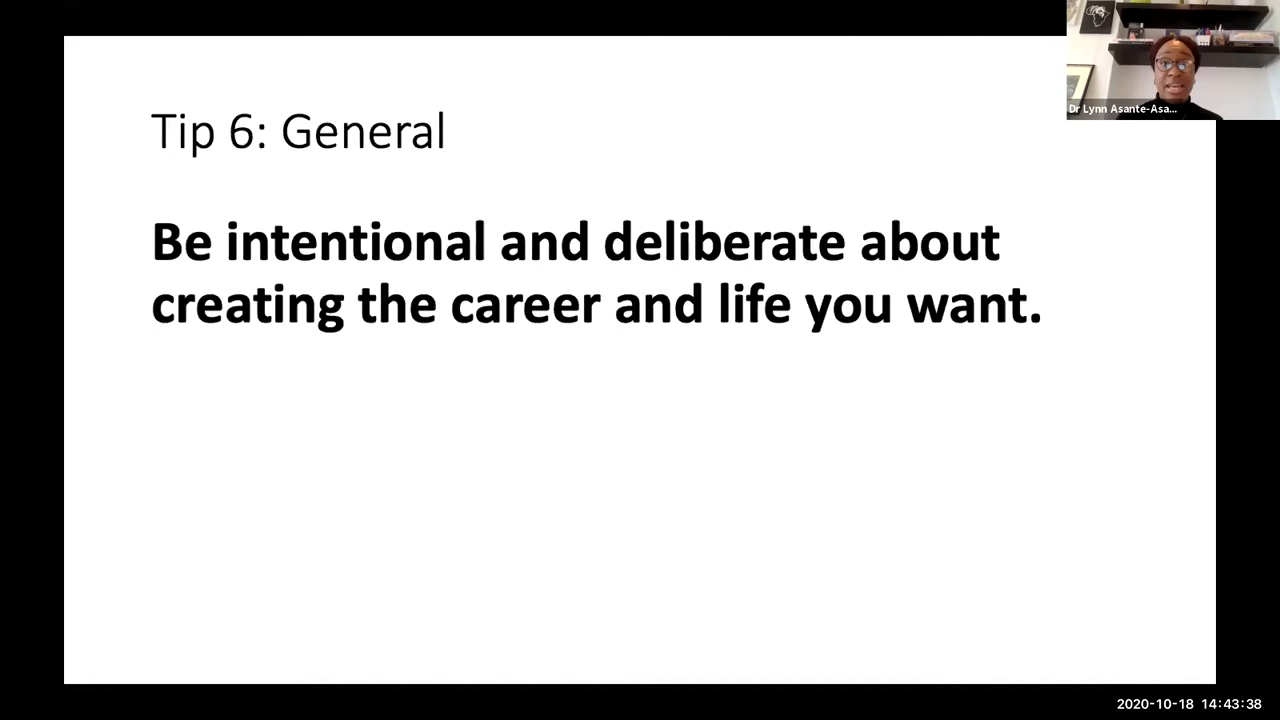 Tip 6: General
Be intentional and deliberate about
creating the career and life you want.
Dr Lynn Asante-Asa...
2020-10-18 14:43:38